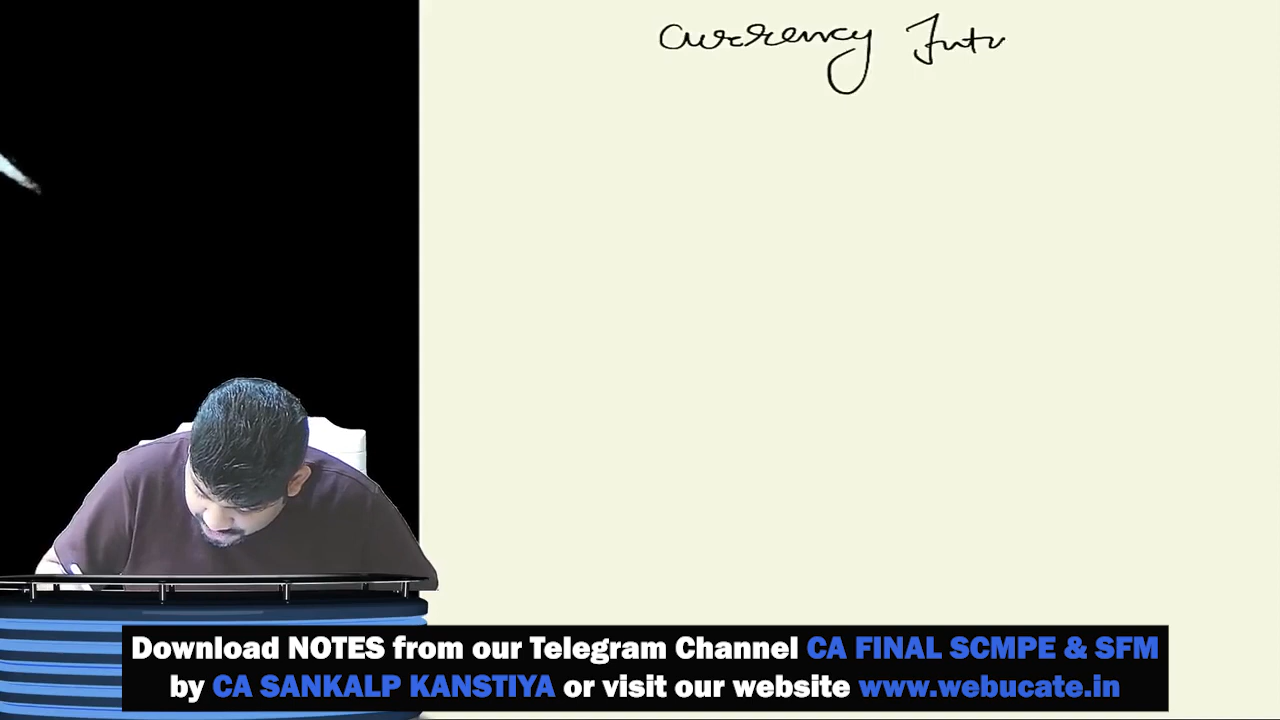 Currency Futu
Download NOTES from our Telegram Channel CA FINAL SCMPE & SFM
by CA SANKALP KANSTIYA or visit our website www.webucate.in